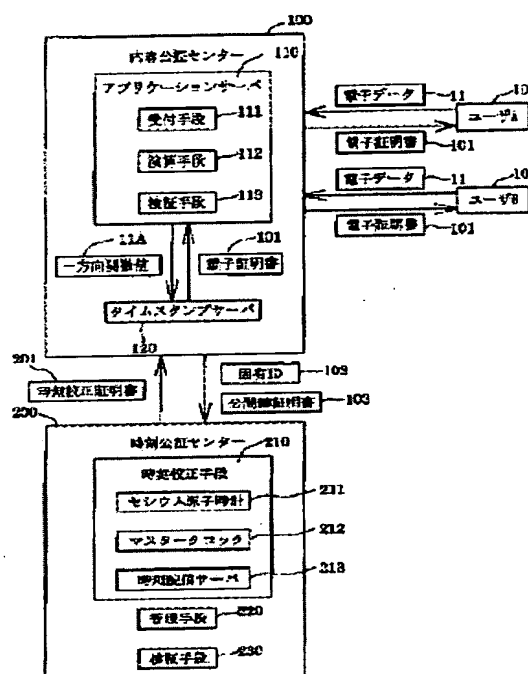 100
内容公証センター
110
アプリケーションサーバ
受付手段
111
演算手段
112
検証手段
113
電子データ
11
10
ユーザA
電子証明書
101
電子データ
11
10
ユーザB
電子証明書
101
11A
一方向関数値
101
電子証明書
タイムスタンプサーバ
120
201
時刻校正証明書
固有ID
102
公開鍵証明書
103
200
時刻公証センター
210
時刻校正手段
セシウム原子時計
211
マスタークロック
212
時刻配信サーバ
213
管理手段
220
検証手段
230